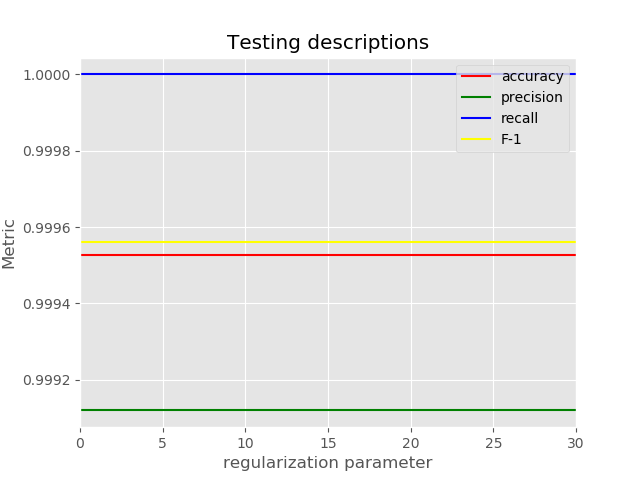 Testing descriptions
1.0000
0.9998
0.9996
0.9994
0.9992
Metric
accuracy
precision
recall
F-1
0 5 10 15 20 25 30
regularization parameter